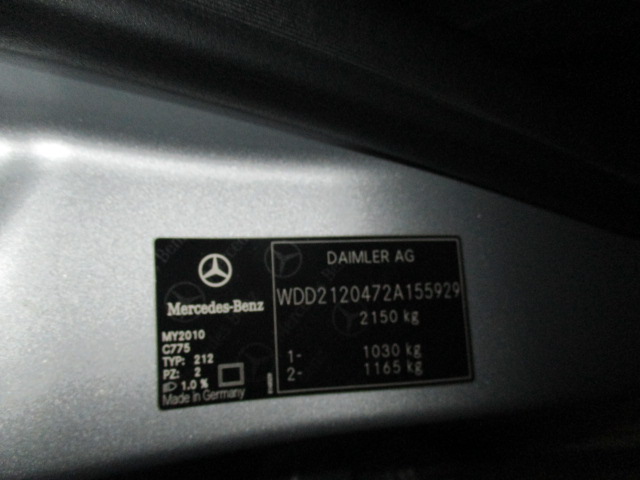 Mercedes-Benz
MY2010
C775
TYP: 212
PZ: 2
1.0 %
Made in Germany
DAIMLER AG
WDD2120472A155929
2150 kg
1- 1030 kg
2- 1165 kg